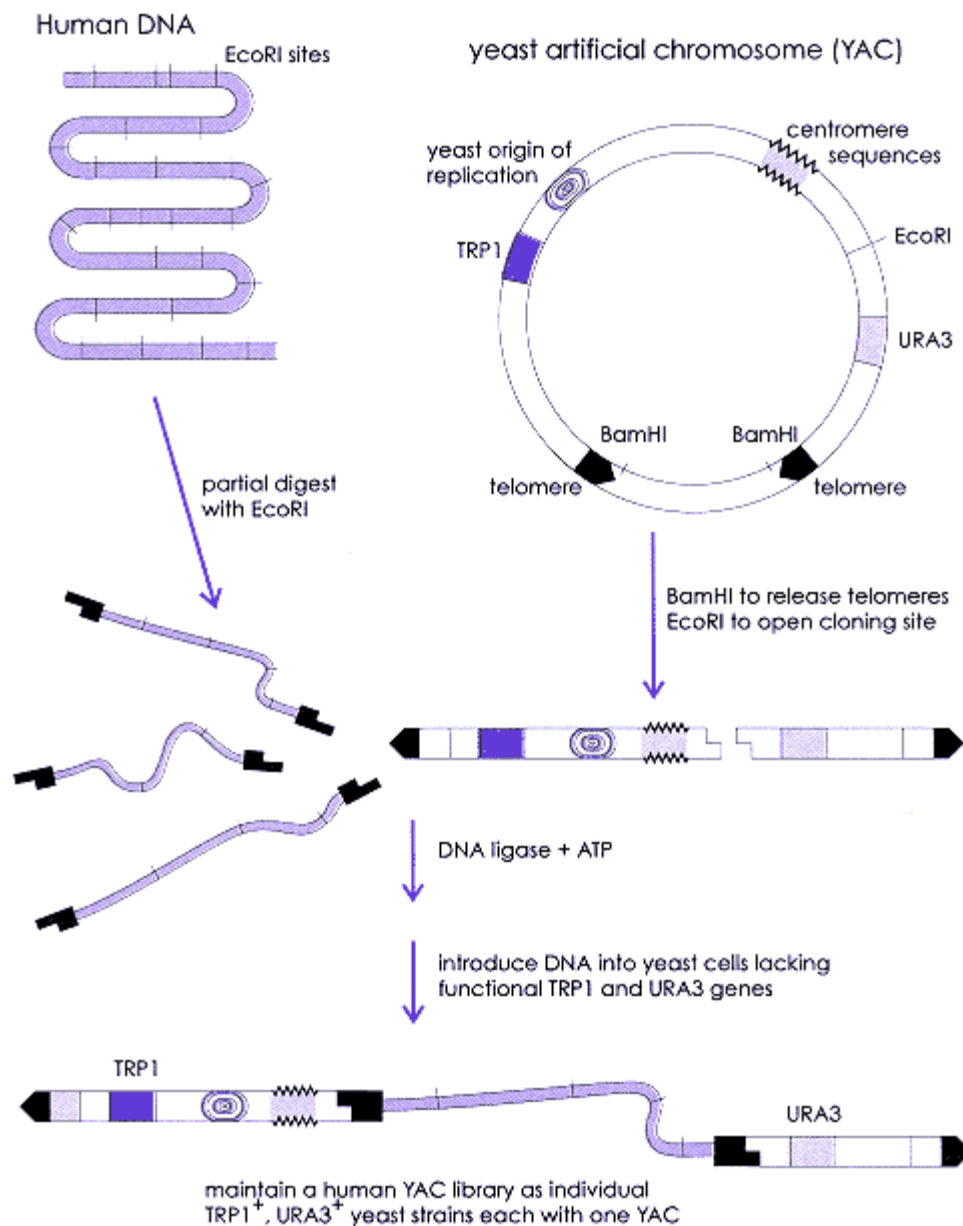 Human DNA
EcoRI sites
yeast artificial chromosome (YAC)
centromere
sequences
yeast origin of
replication
EcoRI
TRP1
URA3
BamHI
BamHI
telomere
telomere
partial digest
with EcoRI
BamHI to release telomeres
EcoRI to open cloning site
DNA ligase + ATP
introduce DNA into yeast cells lacking
functional TRP1 and URA3 genes
TRP1
URA3
maintain a human YAC library as individual
TRP1⁺, URA3⁺ yeast strains each with one YAC